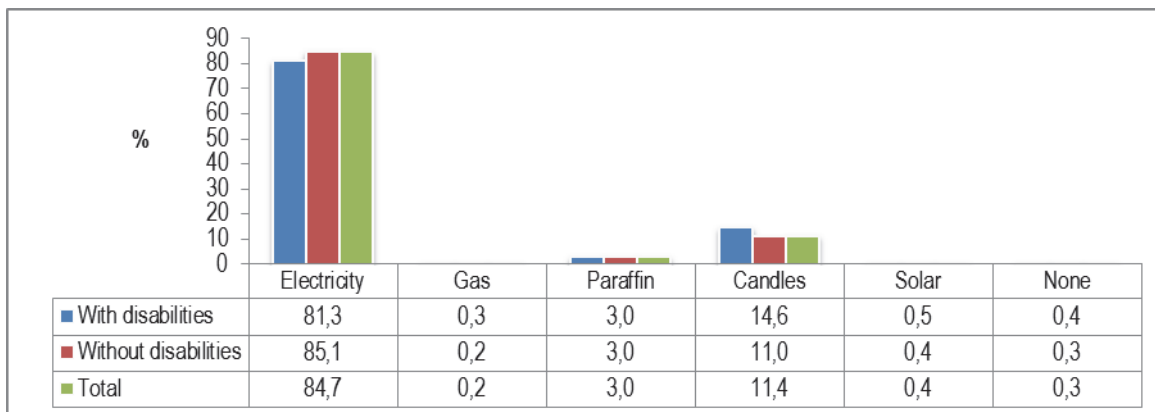 90
80
70
60
50
40
30
20
10
0
%
Electricity Gas Paraffin Candles Solar None
With disabilities 81,3 0,3 3,0 14,6 0,5 0,4
Without disabilities 85,1 0,2 3,0 11,0 0,4 0,3
Total 84,7 0,2 3,0 11,4 0,4 0,3